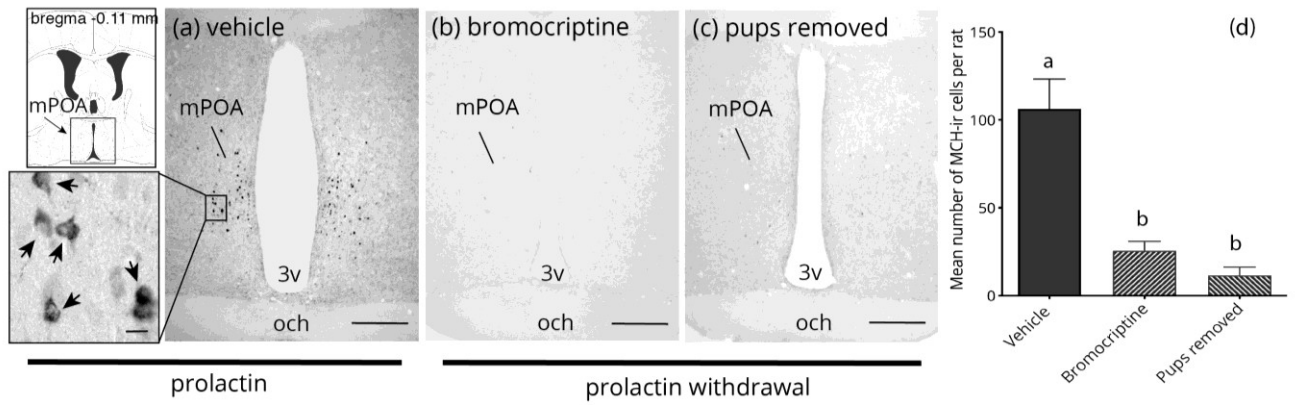 bregma -0.11 mm
mPOA
(a) vehicle
mPOA
3v
och
prolactin
(b) bromocriptine
mPOA
3v
och
(c) pups removed
mPOA
3v
och
prolactin withdrawal
(d)
Mean number of MCH-ir cells per rat
150
100
50
0
a
b
b
Vehicle
Bromocriptine
Pups removed